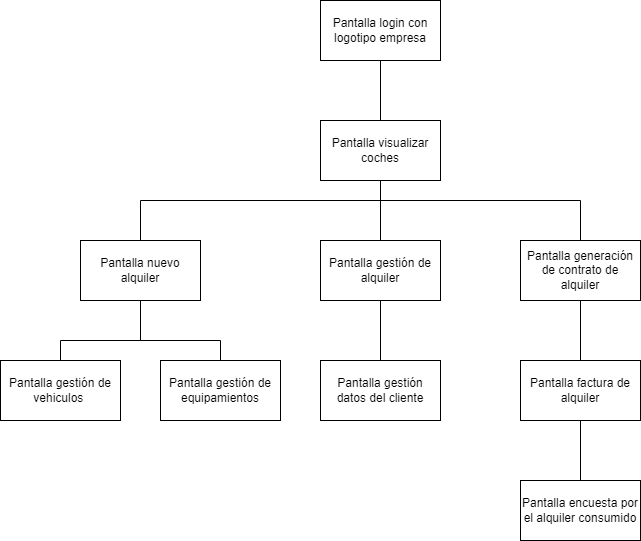 Pantalla login con
logotipo empresa
Pantalla visualizar
coches
Pantalla nuevo
alquiler
Pantalla gestión de
alquiler
Pantalla generación
de contrato de
alquiler
Pantalla gestión de
vehiculos
Pantalla gestión de
equipamientos
Pantalla gestión
datos del cliente
Pantalla factura de
alquiler
Pantalla encuesta por
el alquiler consumido